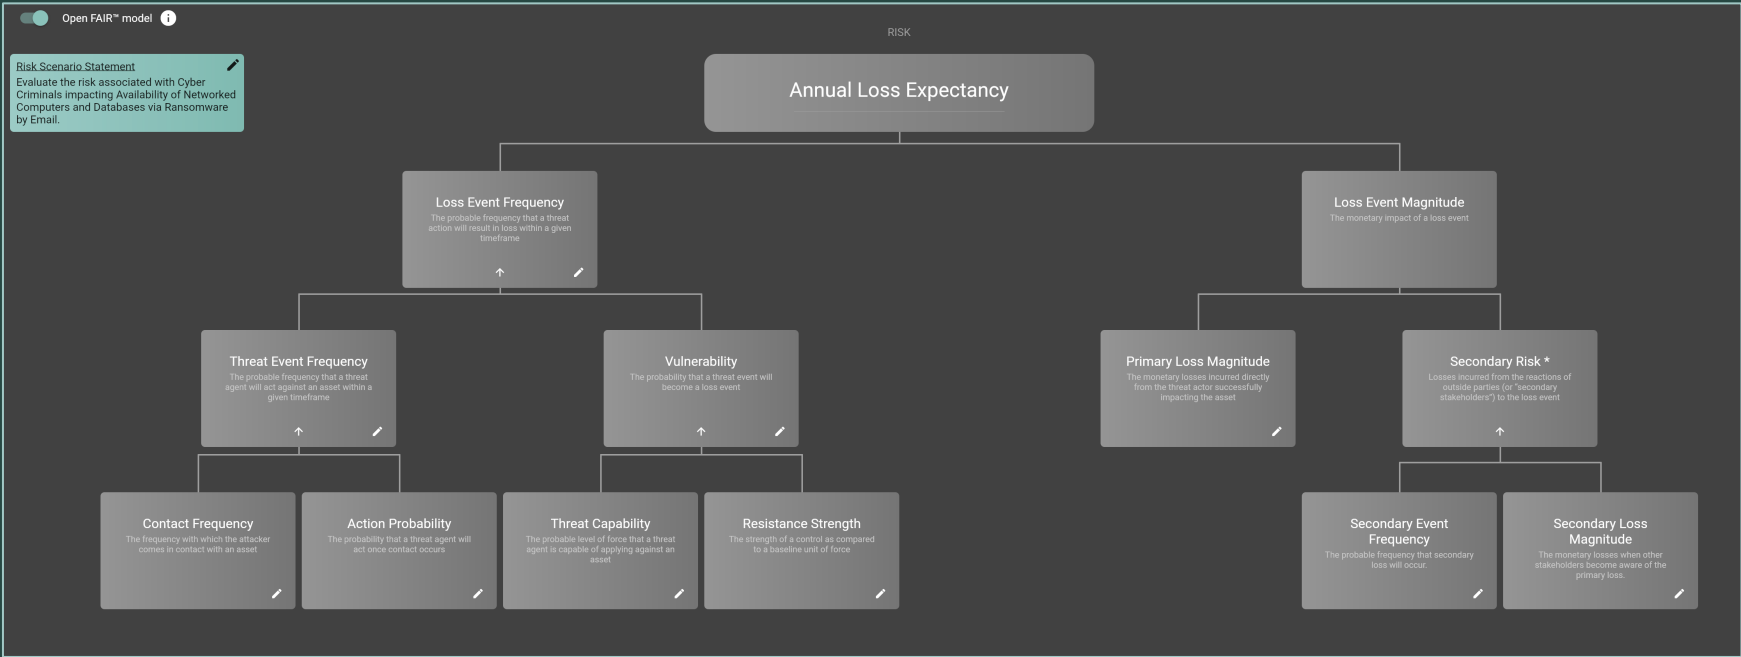 Open FAIR™ model
RISK
Risk Scenario Statement
Evaluate the risk associated with Cyber
Criminals impacting Availability of Networked
Computers and Databases via Ransomware
by Email.
Annual Loss Expectancy
Loss Event Frequency
The probable frequency that a threat
action will result in loss within a given
timeframe
Loss Event Magnitude
The monetary impact of a loss event
Threat Event Frequency
The probable frequency that a threat
agent will act against an asset within a
given timeframe
Vulnerability
The probability that a threat event will
become a loss event
Primary Loss Magnitude
The monetary losses incurred directly
from the threat actor successfully
impacting the asset
Secondary Risk *
Losses incurred from the reactions of
outside parties (or "secondary
stakeholders") to the loss event
Contact Frequency
The frequency with which the attacker
comes in contact with an asset
Action Probability
The probability that a threat agent will
act once contact occurs
Threat Capability
The probable level of force that a threat
agent is capable of applying against an
asset
Resistance Strength
The strength of a control as compared
to a baseline unit of force
Secondary Event
Frequency
The probable frequency that secondary
loss will occur.
Secondary Loss
Magnitude
The monetary losses when other
stakeholders become aware of the
primary loss.